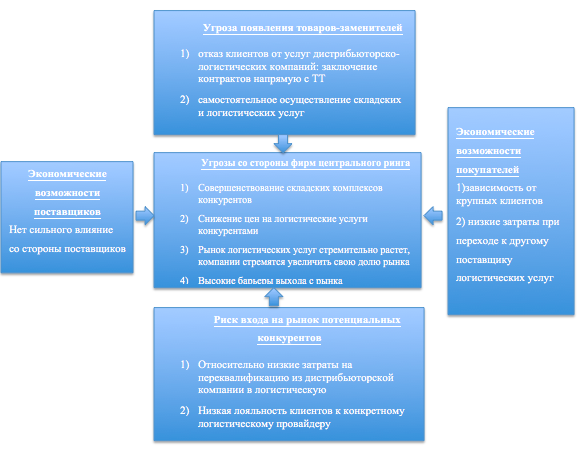 Угроза появления товаров-заменителей
1) отказ клиентов от услуг дистрибьюторско-
логистических компаний: заключение
контрактов напрямую с ТТ
2) самостоятельное осуществление складских
и логистических услуг
Экономические
возможности
поставщиков
Нет сильного влияние
со стороны поставщиков
Угрозы со стороны фирм центрального ринга
1) Совершенствование складских комплексов
конкурентов
2) Снижение цен на логистические услуги
конкурентами
3) Рынок логистических услуг стремительно растет,
компании стремятся увеличить свою долю рынка
4) Высокие барьеры выхода с рынка
Экономические
возможности
покупателей
1)зависимость от
крупных клиентов
2) низкие затраты при
переходе к другому
поставщику
логистических услуг
Риск входа на рынок потенциальных
конкурентов
1) Относительно низкие затраты на
переквалификацию из дистрибьюторской
компании в логистическую
2) Низкая лояльность клиентов к конкретному
логистическому провайдеру